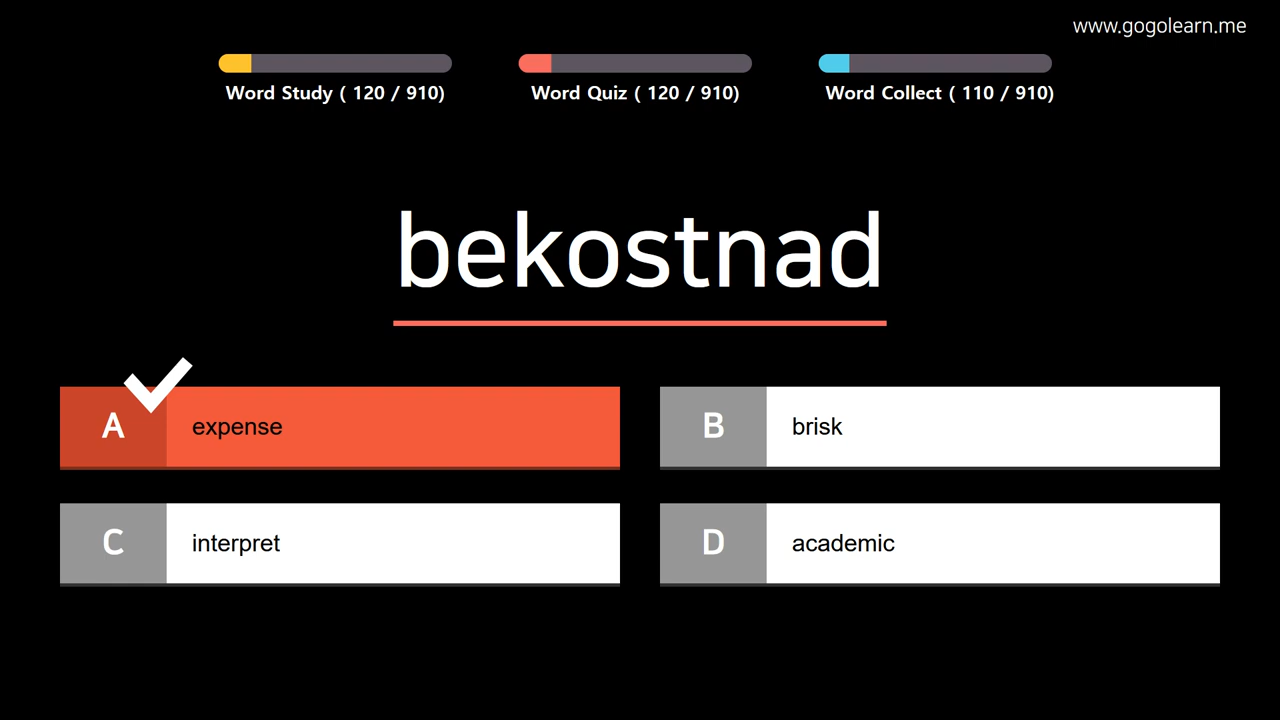 www.gogolearn.me
Word Study ( 120 / 910)
Word Quiz ( 120 / 910)
Word Collect ( 110 / 910)
bekostnad
A expense
B brisk
C interpret
D academic